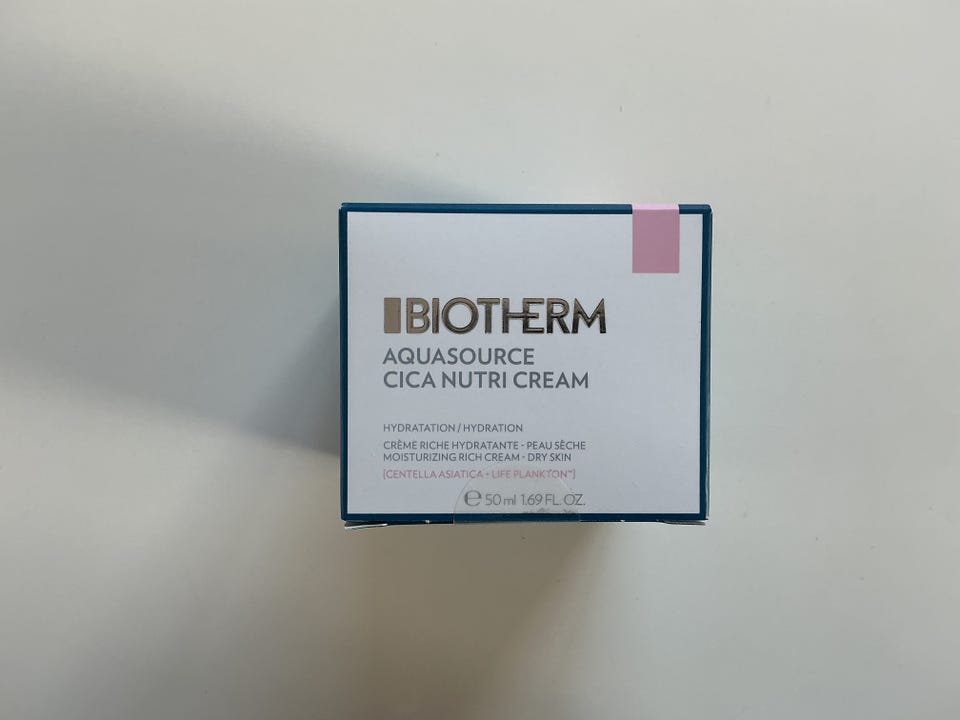 BIOTHERM
AQUASOURCE
CICA NUTRI CREAM
HYDRATATION / HYDRATION
CRÈME RICHE HYDRATANTE - PEAU SÈCHE
MOISTURIZING RICH CREAM - DRY SKIN
[CENTELLA ASIATICA + LIFE PLANKTON™]
℮ 50 ml 1.69 FL. OZ.